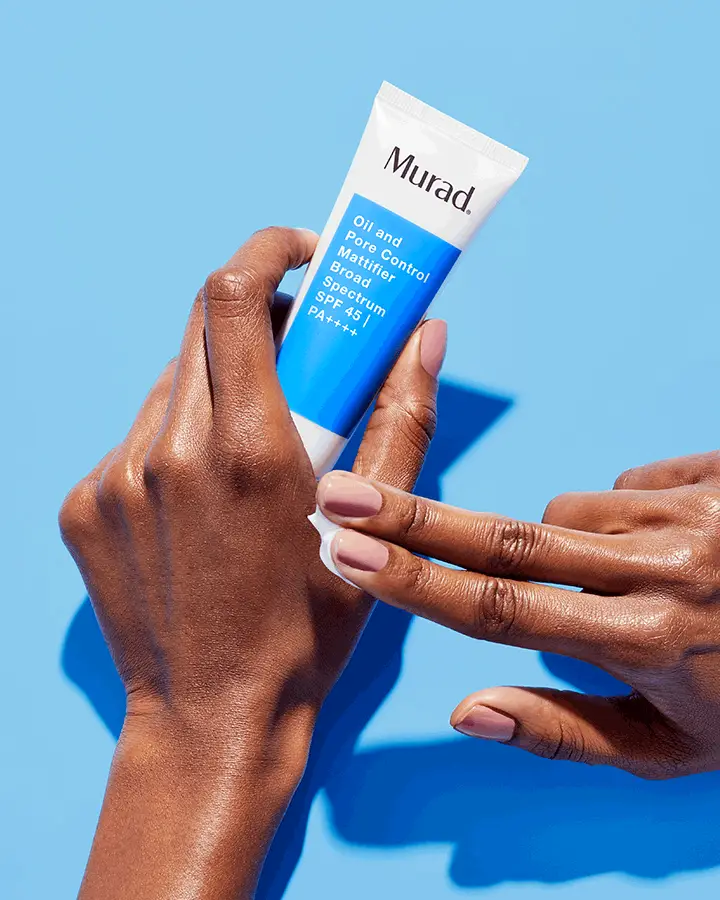 Murad.
Oil and
Pore Control
Mattifier
Broad
Spectrum
SPF 45 |
PA++++